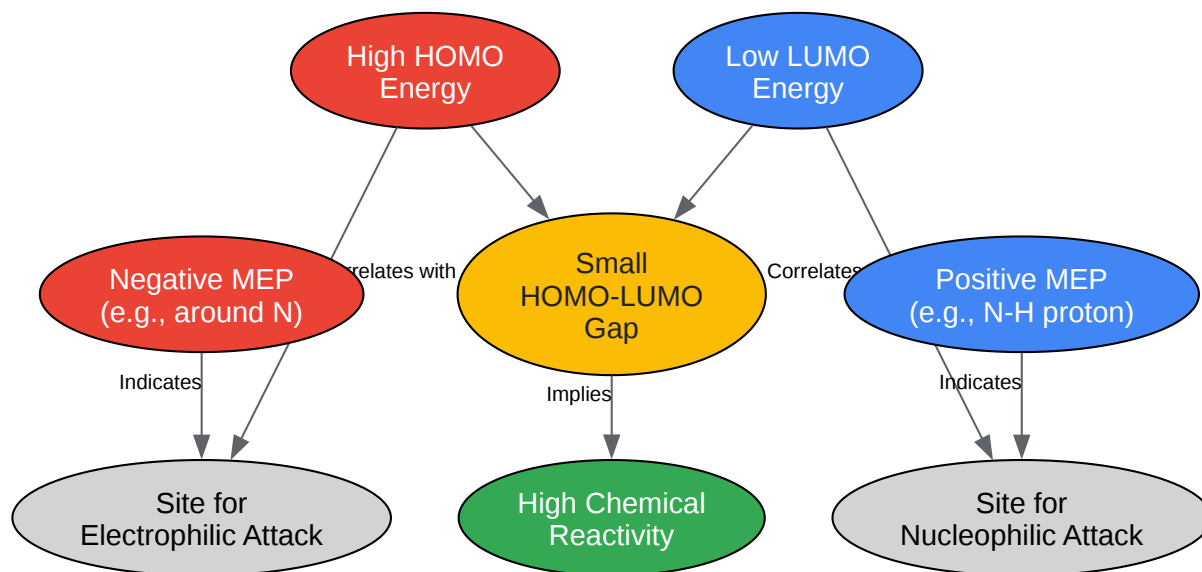 High HOMO
Energy
Low LUMO
Energy
Negative MEP
(e.g., around N)
rrelates with
Small
HOMO-LUMO
Gap
Correlates
Positive MEP
(e.g., N-H proton)
Indicates
Implies
Indicates
Site for
Electrophilic Attack
High Chemical
Reactivity
Site for
Nucleophilic Attack